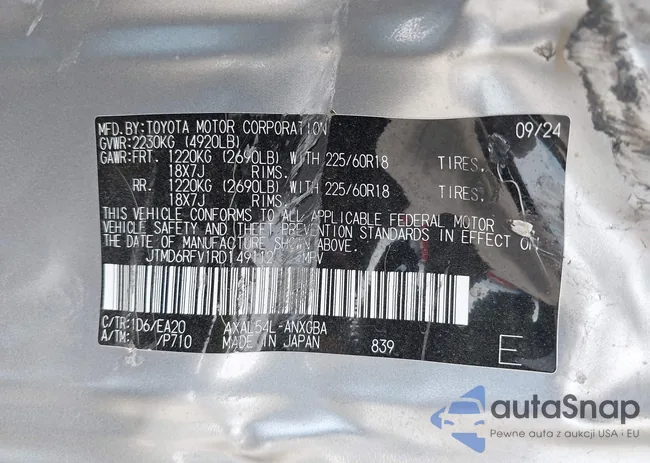 MFD.BY:TOYOTA MOTOR CORPORATION 09/24
GVWR:2230KG (4920LB)
GAWR:FRT. 1220KG (2690LB) WITH 225/60R18 TIRES,
18X7J RIMS.
RR. 1220KG (2690LB) WITH 225/60R18 TIRES,
18X7J RIMS.
THIS VEHICLE CONFORMS TO ALL APPLICABLE FEDERAL MOTOR
VEHICLE SAFETY AND THEFT PREVENTION STANDARDS IN EFFECT ON
THE DATE OF MANUFACTURE SHOWN ABOVE.
JTMD6RFV1RD149112 MPV
C/TR:1D6/EA20 AXAL54L-ANXGBA
A/TM: /P710 MADE IN JAPAN 839 E
autaSnap
Pewne auta z aukcji USA i EU